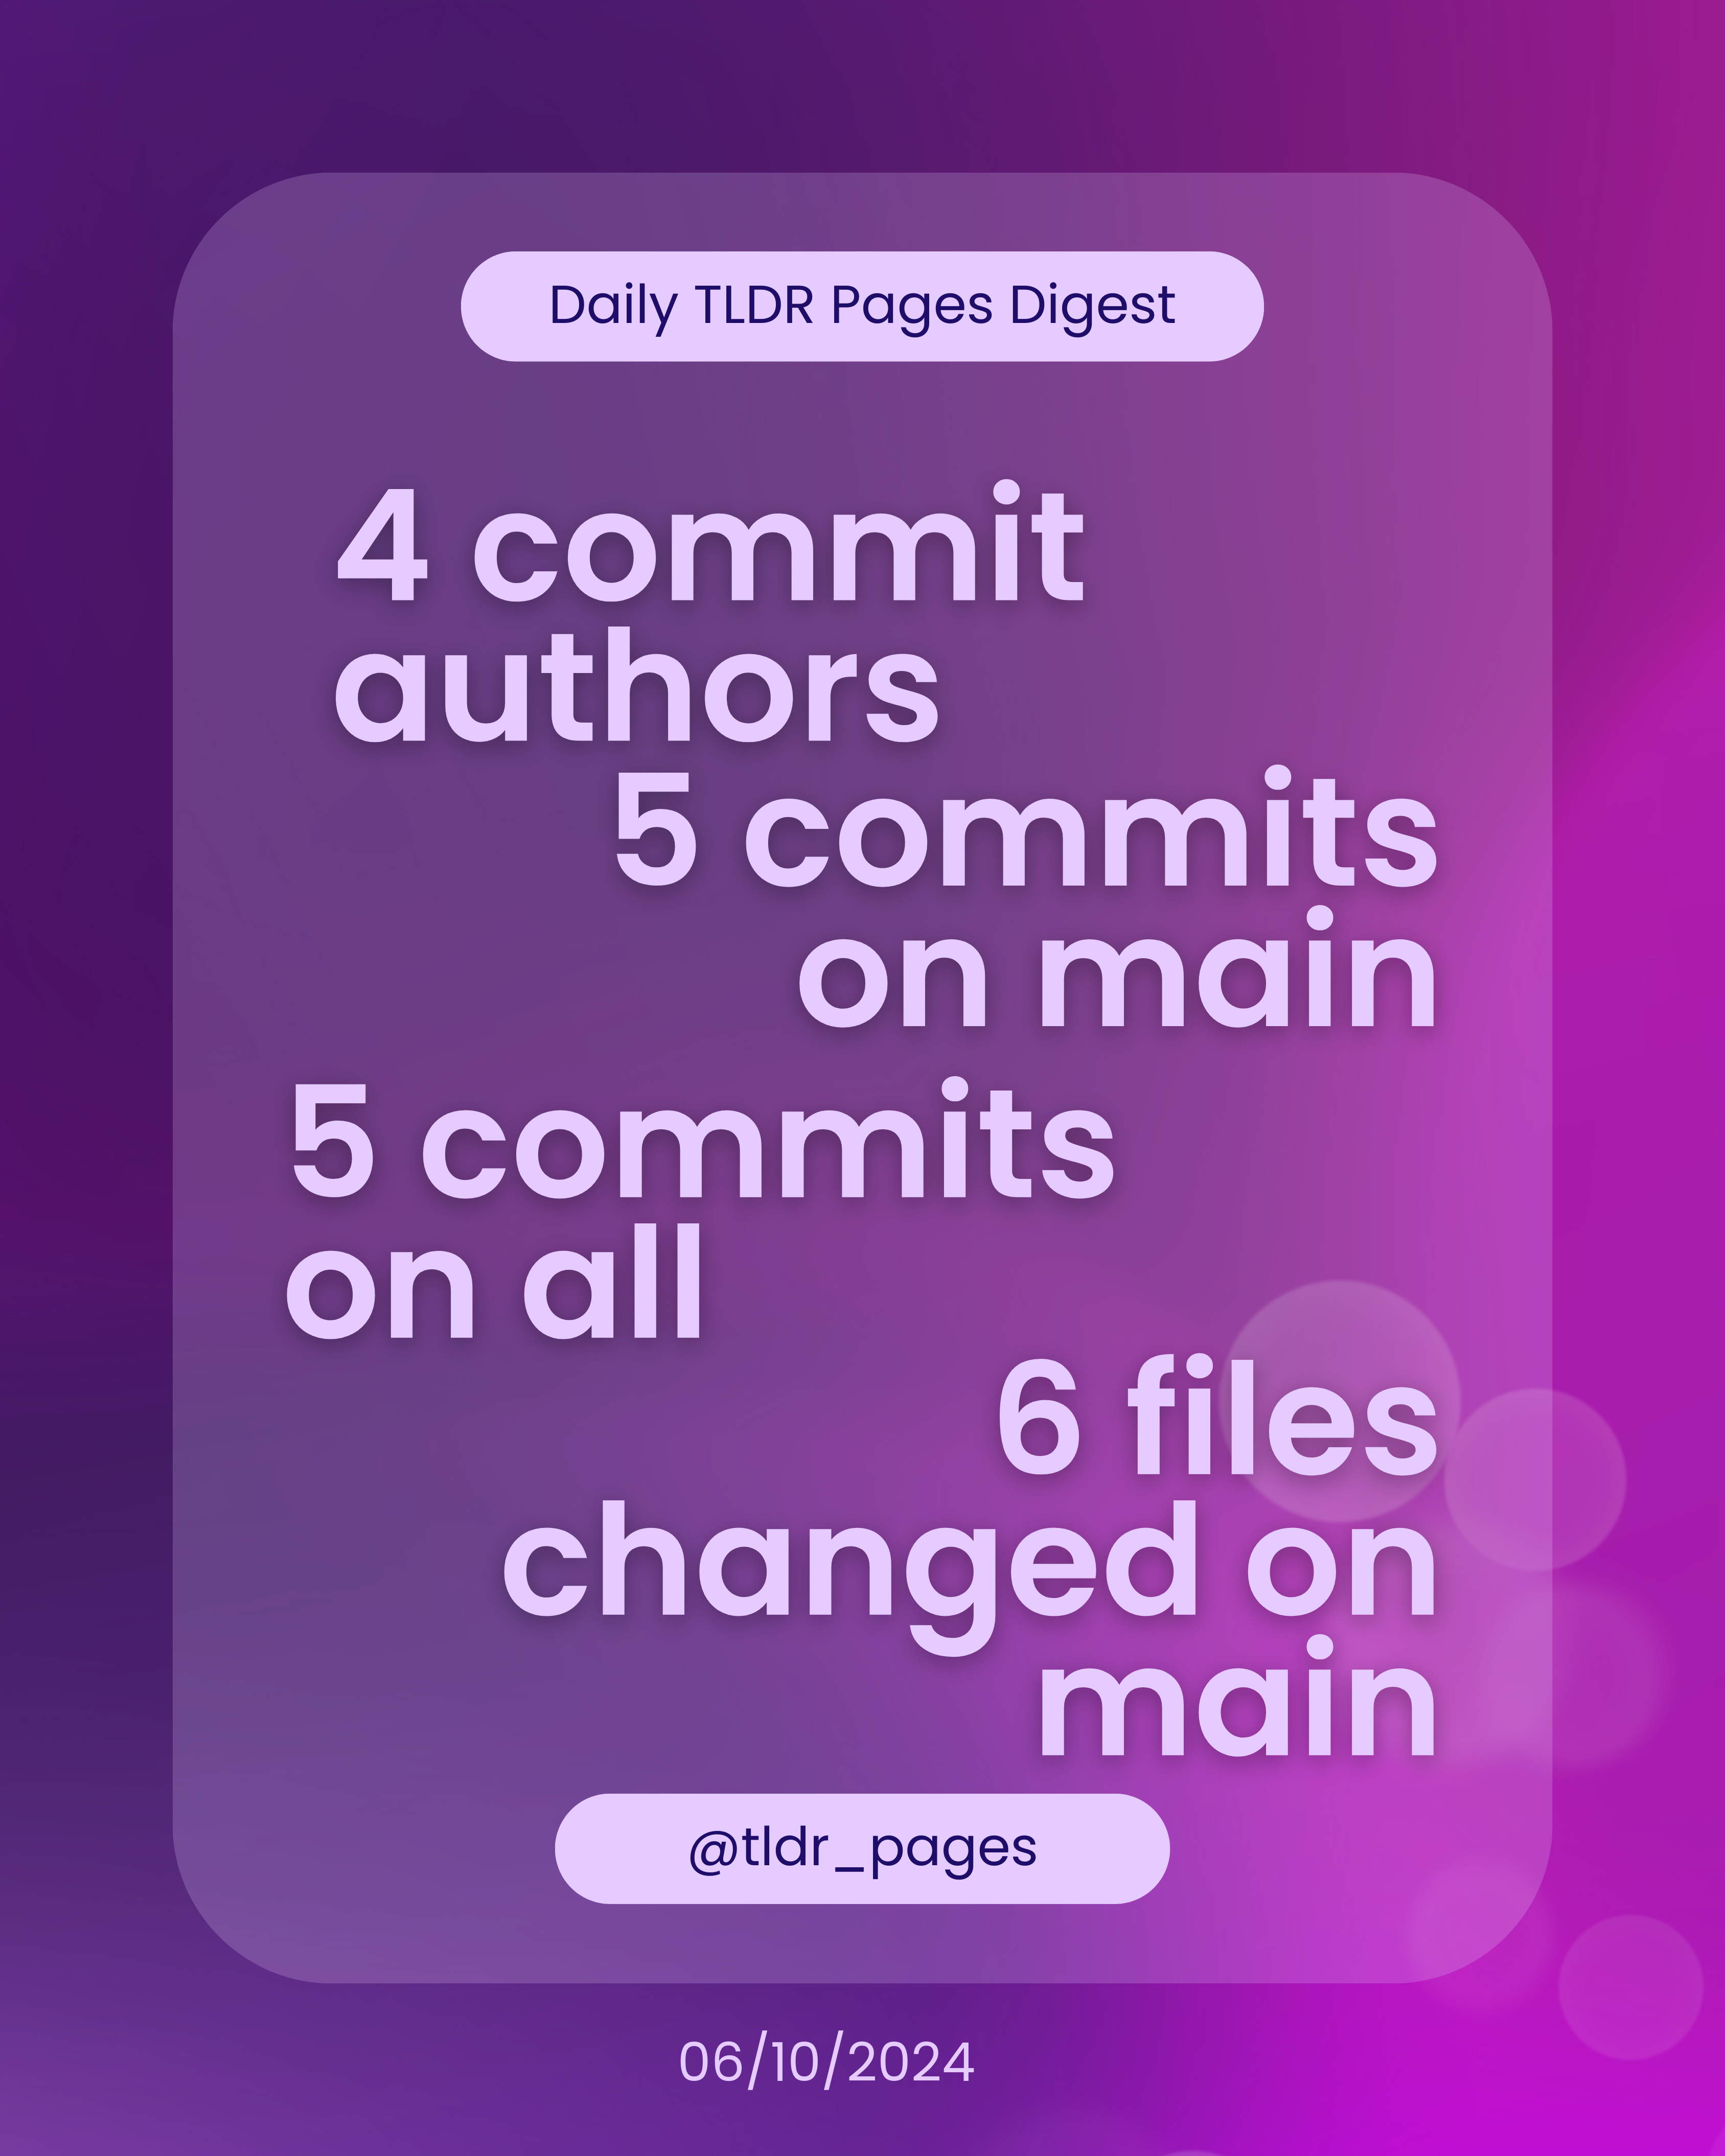 Daily TLDR Pages Digest
4 commit
authors
5 commits
on main
5 commits
on all
6 files
changed on
main
@tldr_pages
06/10/2024